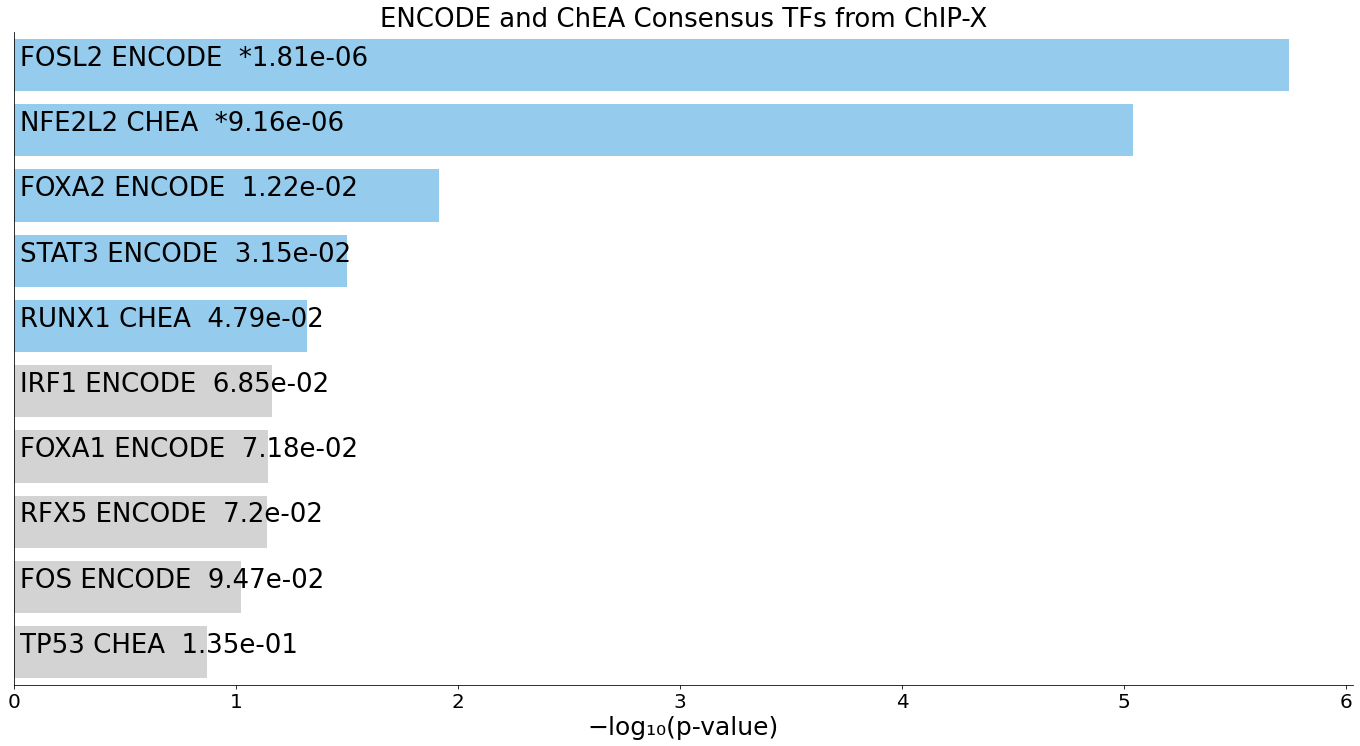 ENCODE and ChEA Consensus TFs from ChIP-X
FOSL2 ENCODE  *1.81e-06
NFE2L2 CHEA  *9.16e-06
FOXA2 ENCODE  1.22e-02
STAT3 ENCODE  3.15e-02
RUNX1 CHEA  4.79e-02
IRF1 ENCODE  6.85e-02
FOXA1 ENCODE  7.18e-02
RFX5 ENCODE  7.2e-02
FOS ENCODE  9.47e-02
TP53 CHEA  1.35e-01
0 1 2 3 4 5 6
−log₁₀(p-value)